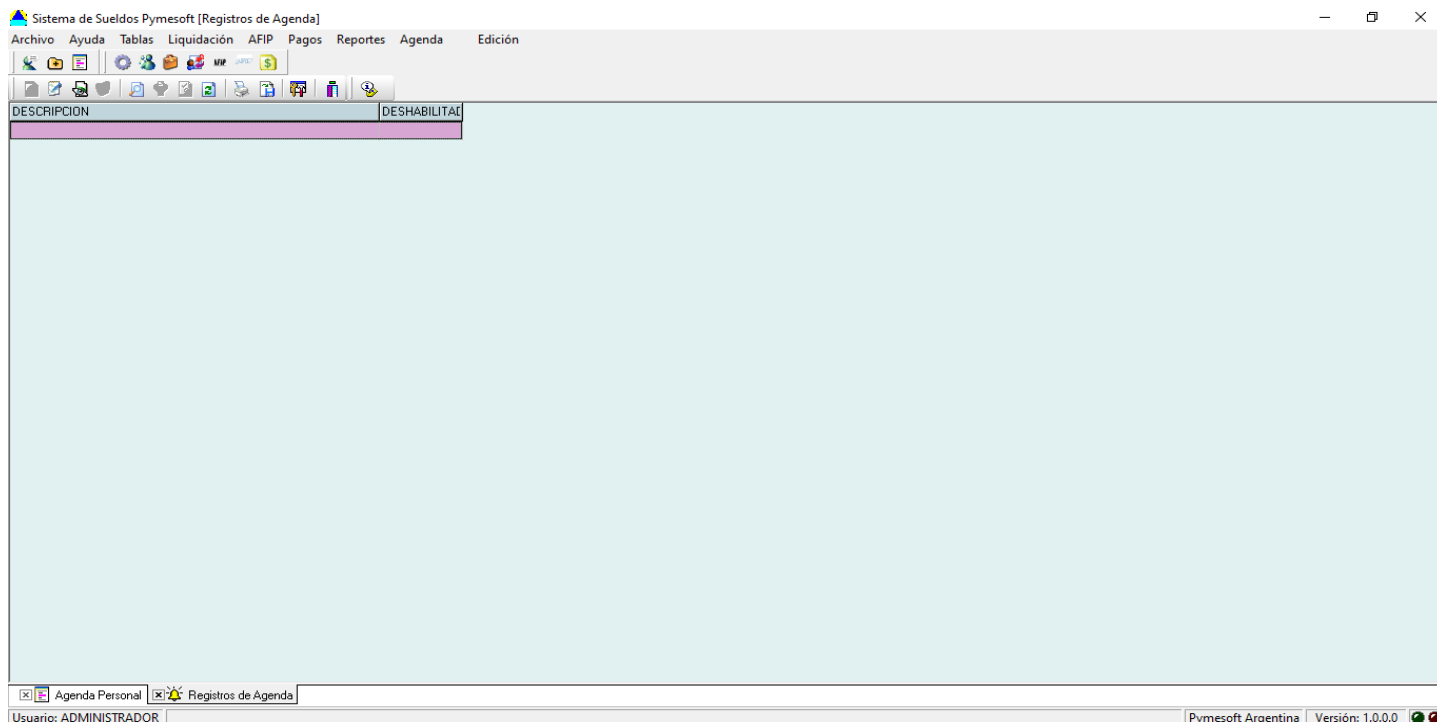 Sistema de Sueldos Pymesoft [Registros de Agenda]
Archivo Ayuda Tablas Liquidación AFIP Pagos Reportes Agenda Edición
DESCRIPCION DESHABILITAD
Agenda Personal Registros de Agenda
Usuario: ADMINISTRADOR Pymesoft Argentina Versión: 1.0.0.0